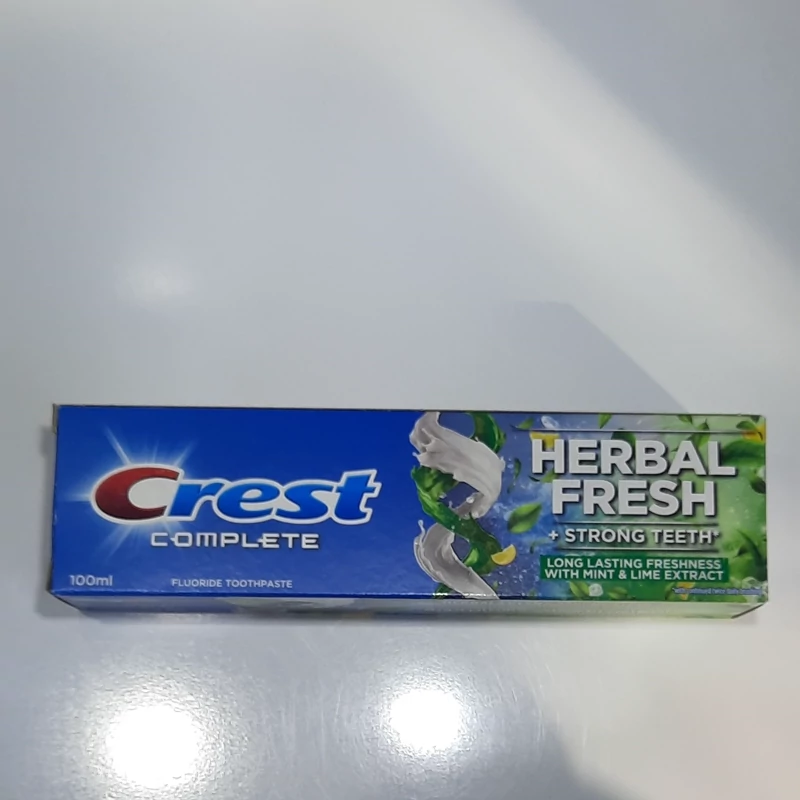 Crest
COMPLETE
100ml
FLUORIDE TOOTHPASTE
HERBAL
FRESH
+ STRONG TEETH*
LONG LASTING FRESHNESS
WITH MINT & LIME EXTRACT